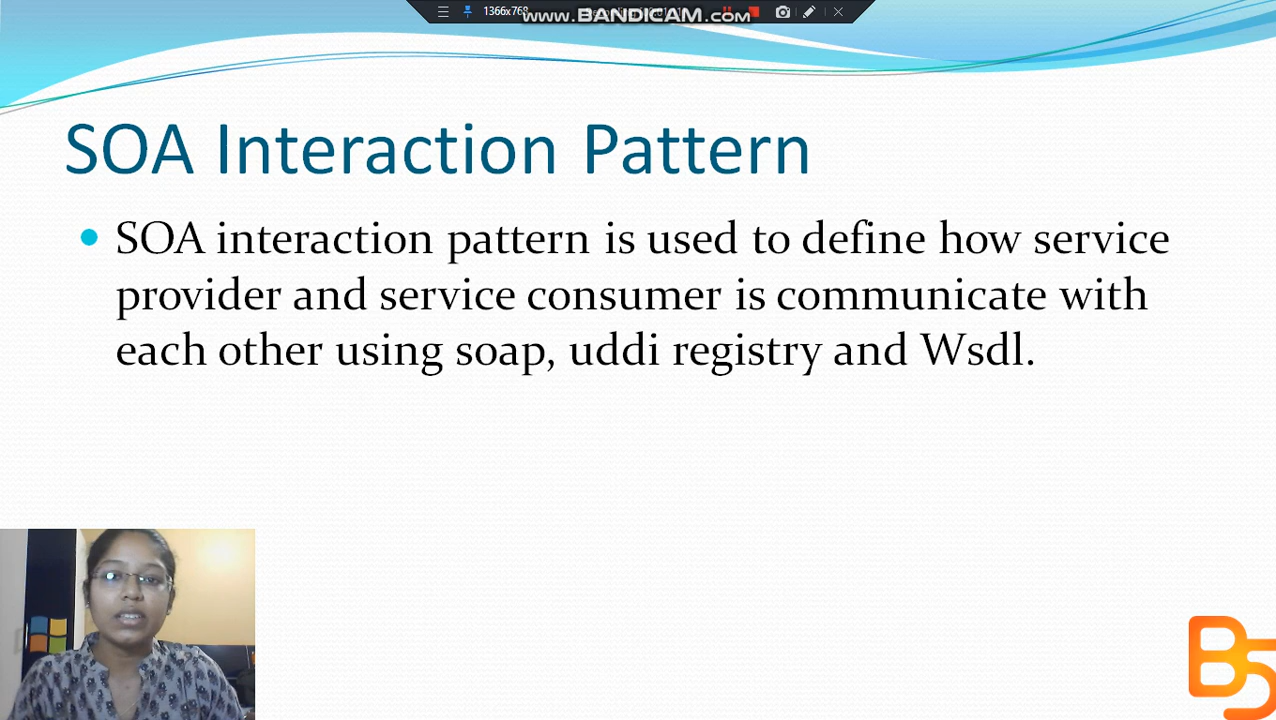 1366x768
www.BANDICAM.com
SOA Interaction Pattern
SOA interaction pattern is used to define how service
provider and service consumer is communicate with
each other using soap, uddi registry and Wsdl.
B5